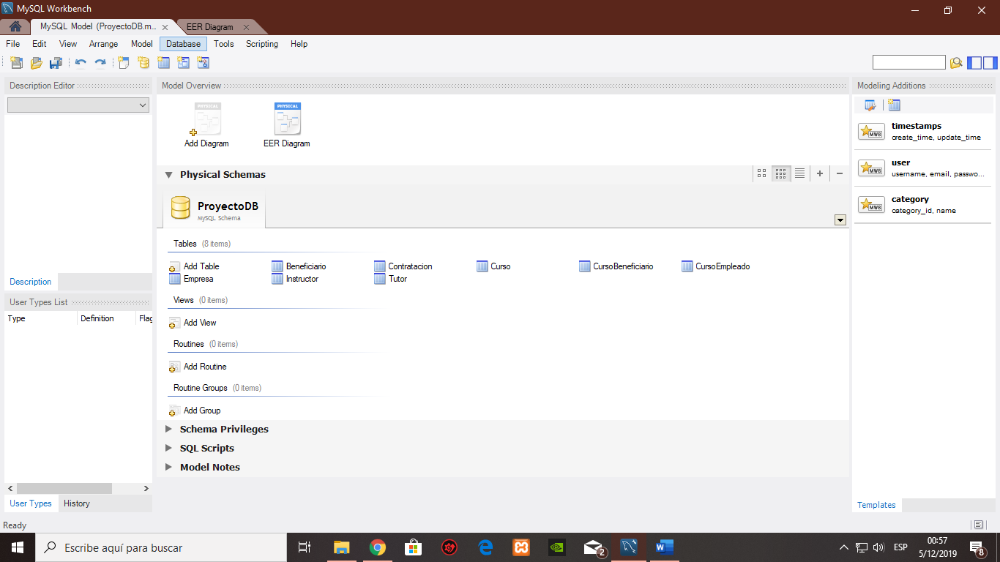 MySQL Workbench
MySQL Model (ProyectoDB.m...
EER Diagram
File Edit View Arrange Model Database Tools Scripting Help
Description Editor
Model Overview
Modeling Additions
PHYSICAL
PHYSICAL
Add Diagram
EER Diagram
timestamps
create_time, update_time
user
username, email, passwo...
category
category_id, name
Physical Schemas
ProyectoDB
MySQL Schema
Tables (8 items)
Add Table Beneficiario Contratacion Curso CursoBeneficiario CursoEmpleado
Empresa Instructor Tutor
Views (0 items)
Add View
Routines (0 items)
Add Routine
Routine Groups (0 items)
Add Group
Schema Privileges
SQL Scripts
Model Notes
Description
User Types List
Type Definition Flag
User Types History
Templates
Ready
Escribe aquí para buscar
2
ESP
00:57
5/12/2019
8
MWB
MWB
MWB